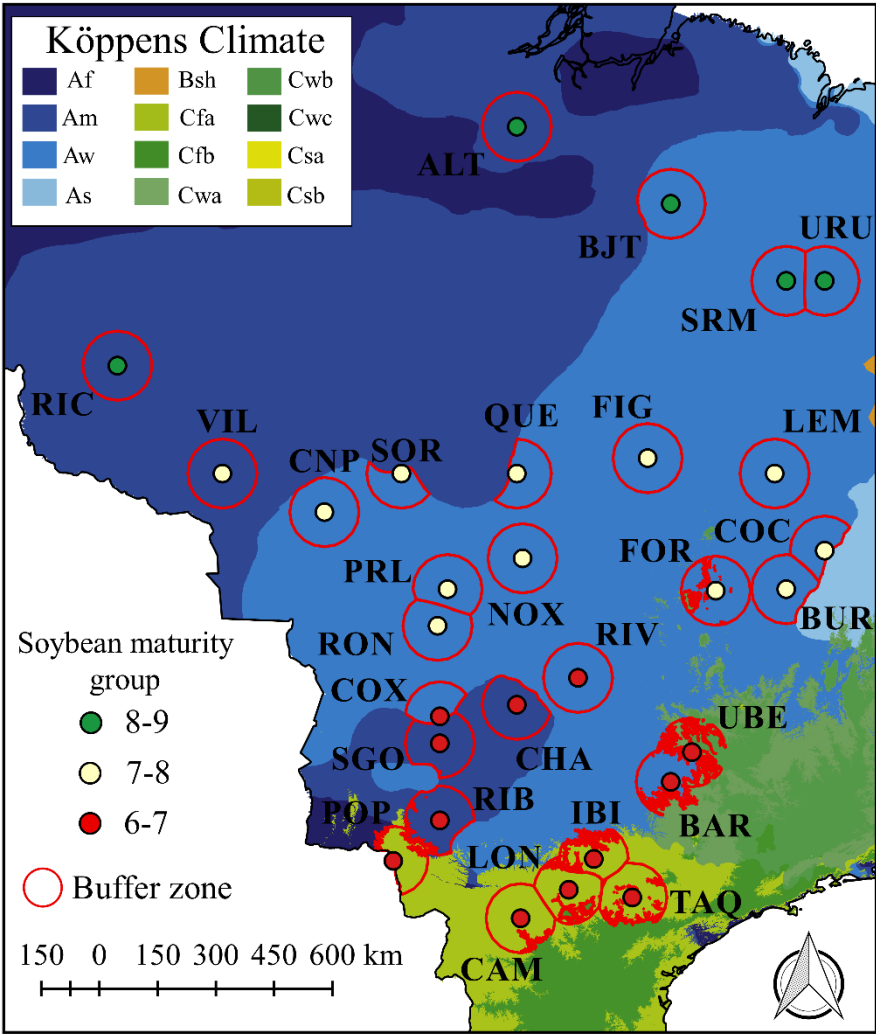 Köppens Climate
Af Bsh Cwb
Am Cfa Cwc
Aw Cfb Csa
As Cwa Csb
ALT
BJT
URU
SRM
RIC
VIL
CNP
SOR
QUE
FIG
LEM
COC
FOR
PRL
NOX
BUR
RON
RIV
Soybean maturity
group
8-9
7-8
6-7
Buffer zone
COX
UBE
SGO
CHA
POP
RIB
IBI
BAR
LON
TAQ
CAM
150 0 150 300 450 600 km